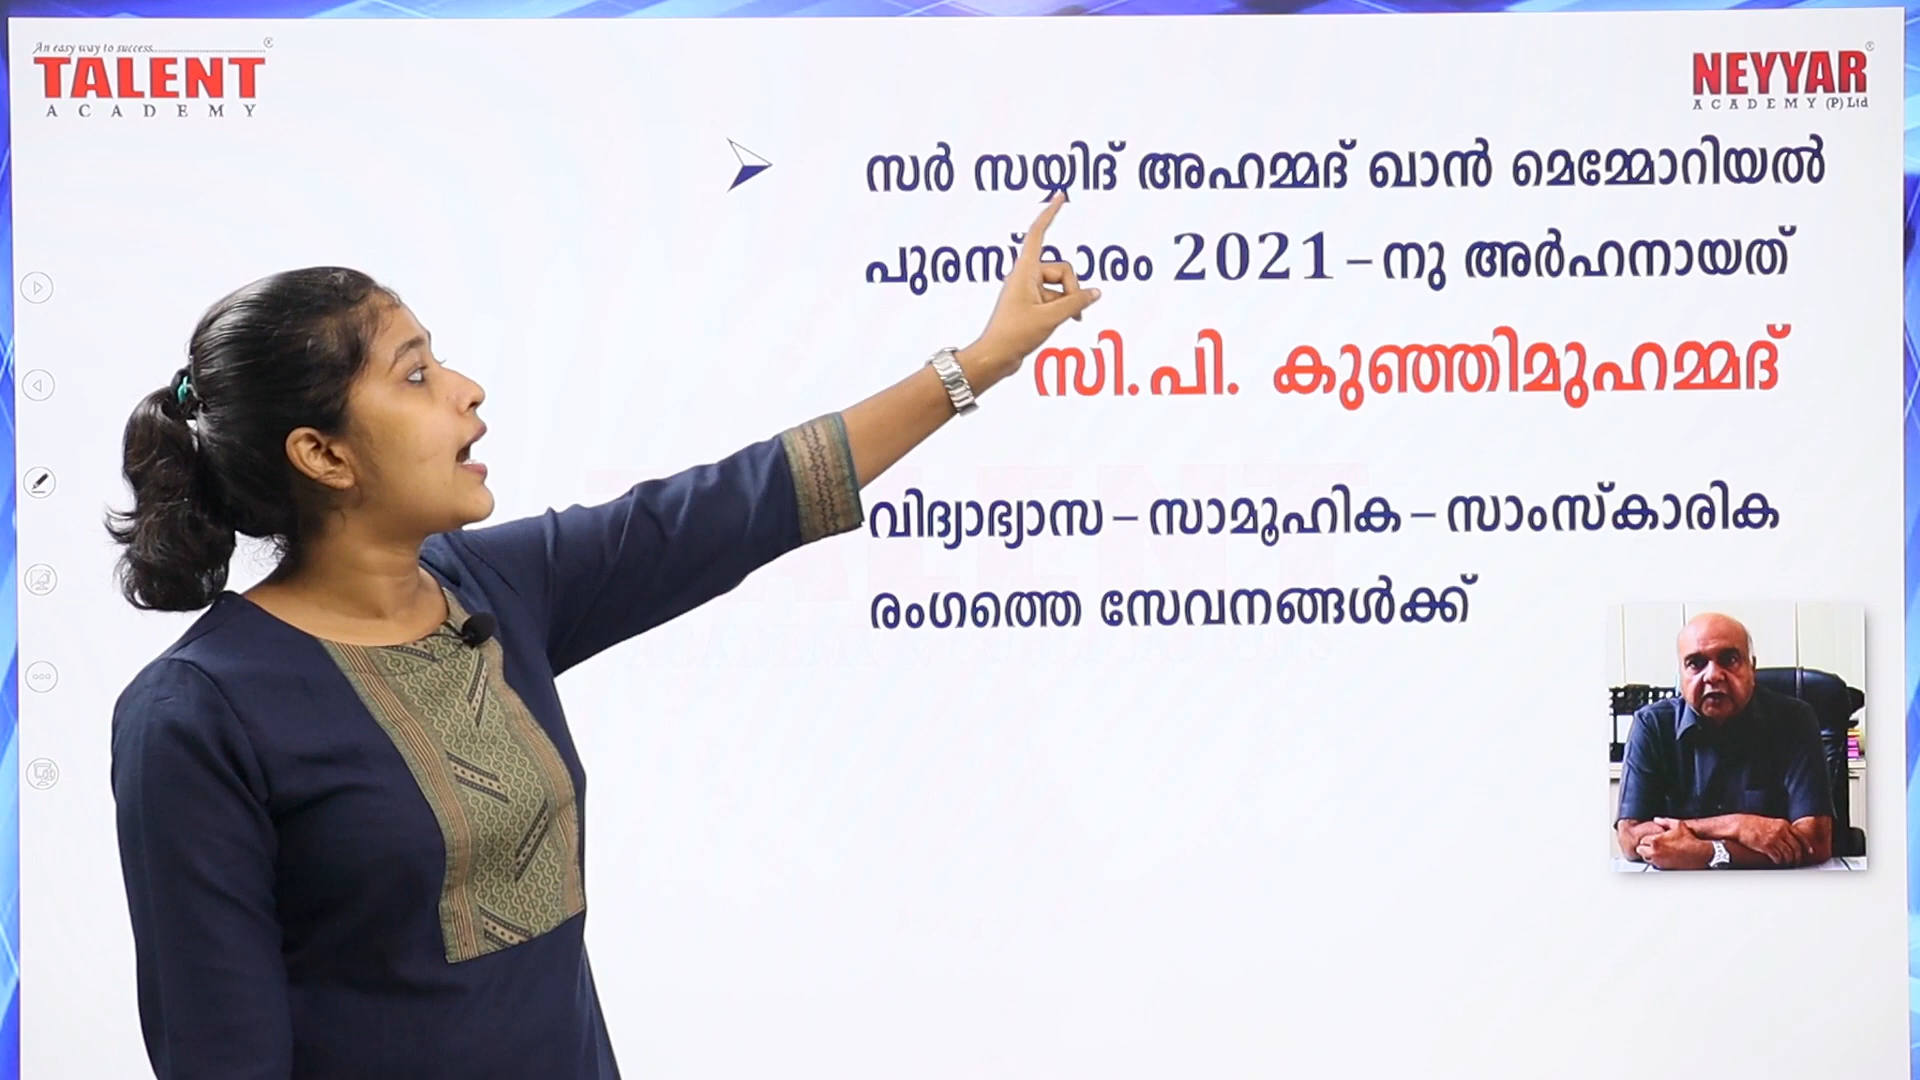 An easy way to success
TALENT
ACADEMY
NEYYAR
ACADEMY (P) Ltd
സർ സയ്യിദ് അഹമ്മദ് ഖാൻ മെമ്മോറിയൽ
പുരസ്കാരം 2021-നു അർഹനായത്
സി.പി. കുഞ്ഞിമുഹമ്മദ്
വിദ്യാഭ്യാസ-സാമൂഹിക-സാംസ്കാരിക
രംഗത്തെ സേവനങ്ങൾക്ക്